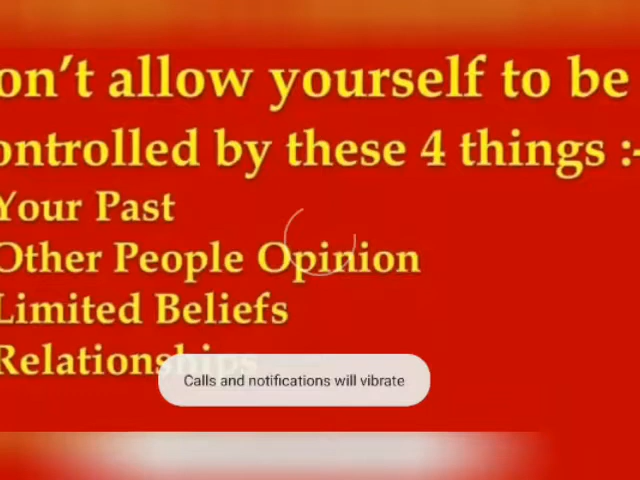 on't allow yourself to be
ontrolled by these 4 things :-
Your Past
Other People Opinion
Limited Beliefs
Relationships
Calls and notifications will vibrate